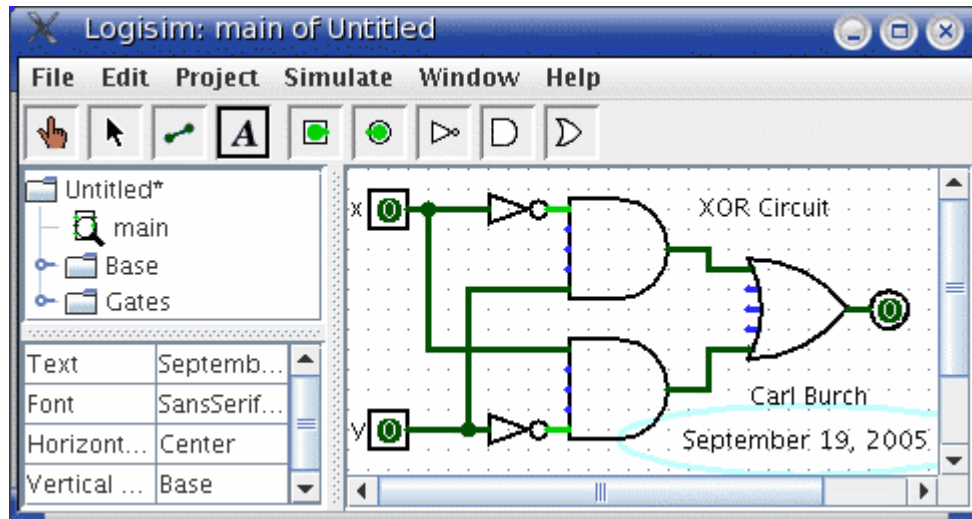 Logisim: main of Untitled
File Edit Project Simulate Window Help
A
Untitled*
main
Base
Gates
Text Septemb...
Font SansSerif...
Horizont... Center
Vertical ... Base
x 0
XOR Circuit
0
y 0
Carl Burch
September 19, 2005